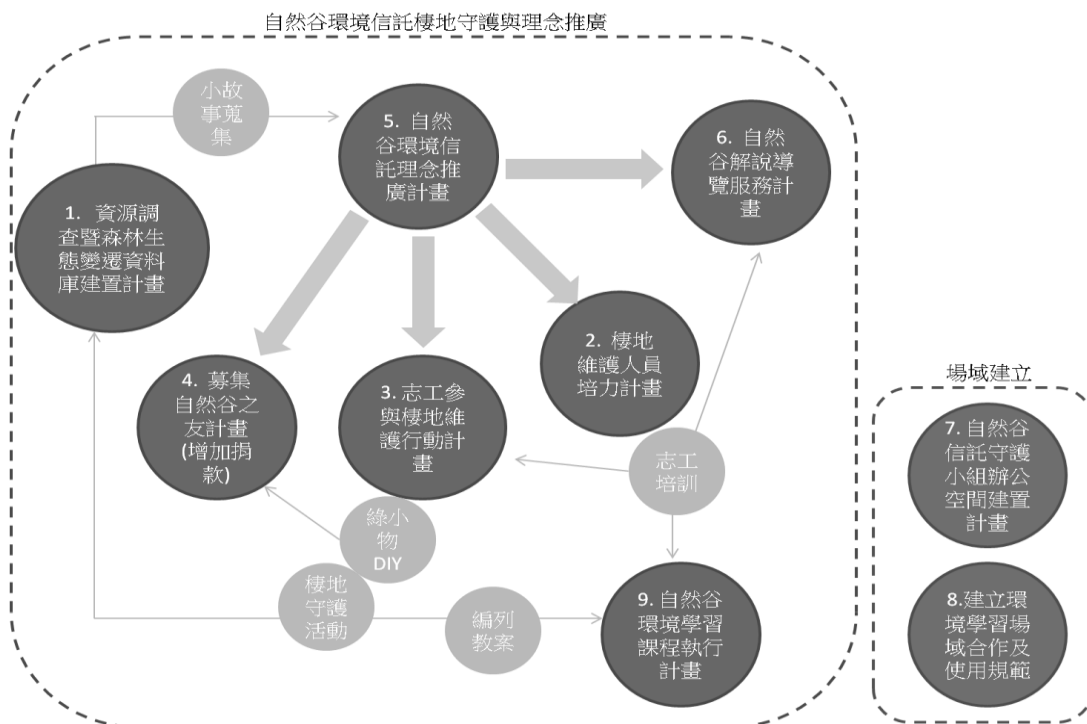 自然谷環境信託棲地守護與理念推廣
小故
事蒐
集
5. 自然
谷環境信
託理念推
廣計畫
6. 自然
谷解說導
覽服務計
畫
1. 資源調
查暨森林生
態變遷資料
庫建置計畫
2. 棲地
維護人員
培力計畫
4. 募集
自然谷之
友計畫
(增加捐
款)
3. 志工參
與棲地維
護行動計
畫
志工
培訓
綠小
物
DIY
棲地
守護
活動
編列
教案
9. 自然谷
環境學習
課程執行
計畫
場域建立
7. 自然谷
信託守護
小組辦公
空間建置
計畫
8.建立環
境學習場
域合作及
使用規範